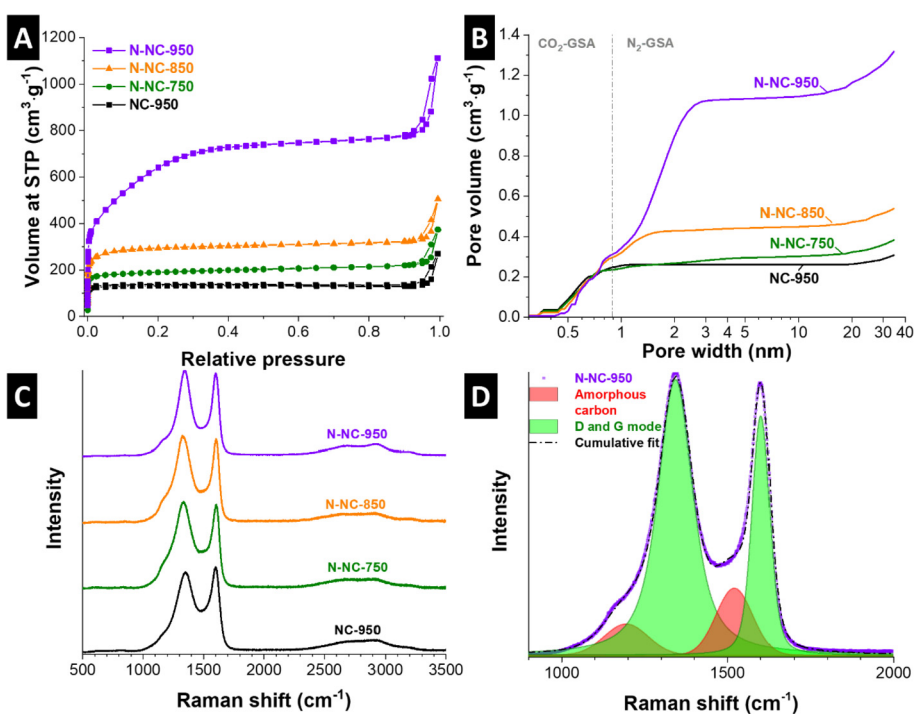 A
N-NC-950
N-NC-850
N-NC-750
NC-950
Volume at STP (cm³·g⁻¹)
1200
1000
800
600
400
200
0
0.0 0.2 0.4 0.6 0.8 1.0
Relative pressure
B
CO₂-GSA N₂-GSA
N-NC-950
N-NC-850
N-NC-750
NC-950
Pore volume (cm³·g⁻¹)
1.4
1.2
1.0
0.8
0.6
0.4
0.2
0.0
0.5 1 2 3 4 5 10 20 30 40
Pore width (nm)
C
N-NC-950
N-NC-850
N-NC-750
NC-950
Intensity
500 1000 1500 2000 2500 3000 3500
Raman shift (cm⁻¹)
D
N-NC-950
Amorphous
carbon
D and G mode
Cumulative fit
Intensity
1000 1500 2000
Raman shift (cm⁻¹)